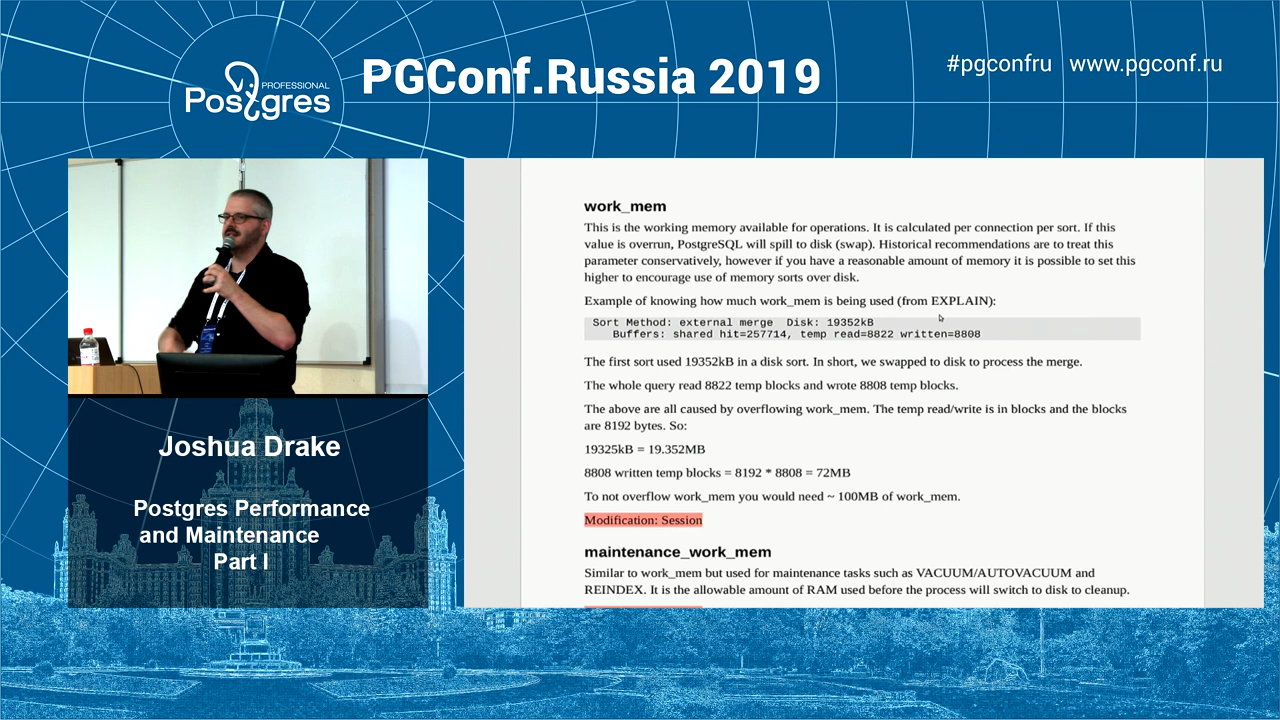 PROFESSIONAL
Postgres
PGConf.Russia 2019
#pgconfru www.pgconf.ru
work_mem
This is the working memory available for operations. It is calculated per connection per sort. If this
value is overrun, PostgreSQL will spill to disk (swap). Historical recommendations are to treat this
parameter conservatively, however if you have a reasonable amount of memory it is possible to set this
higher to encourage use of memory sorts over disk.
Example of knowing how much work_mem is being used (from EXPLAIN):
Sort Method: external merge Disk: 19352kB
Buffers: shared hit=257714, temp read=8822 written=8808
The first sort used 19352kB in a disk sort. In short, we swapped to disk to process the merge.
The whole query read 8822 temp blocks and wrote 8808 temp blocks.
The above are all caused by overflowing work_mem. The temp read/write is in blocks and the blocks
are 8192 bytes. So:
19325kB = 19.352MB
8808 written temp blocks = 8192 * 8808 = 72MB
To not overflow work_mem you would need ~ 100MB of work_mem.
Modification: Session
maintenance_work_mem
Similar to work_mem but used for maintenance tasks such as VACUUM/AUTOVACUUM and
REINDEX. It is the allowable amount of RAM used before the process will switch to disk to cleanup.
Joshua Drake
Postgres Performance
and Maintenance
Part I